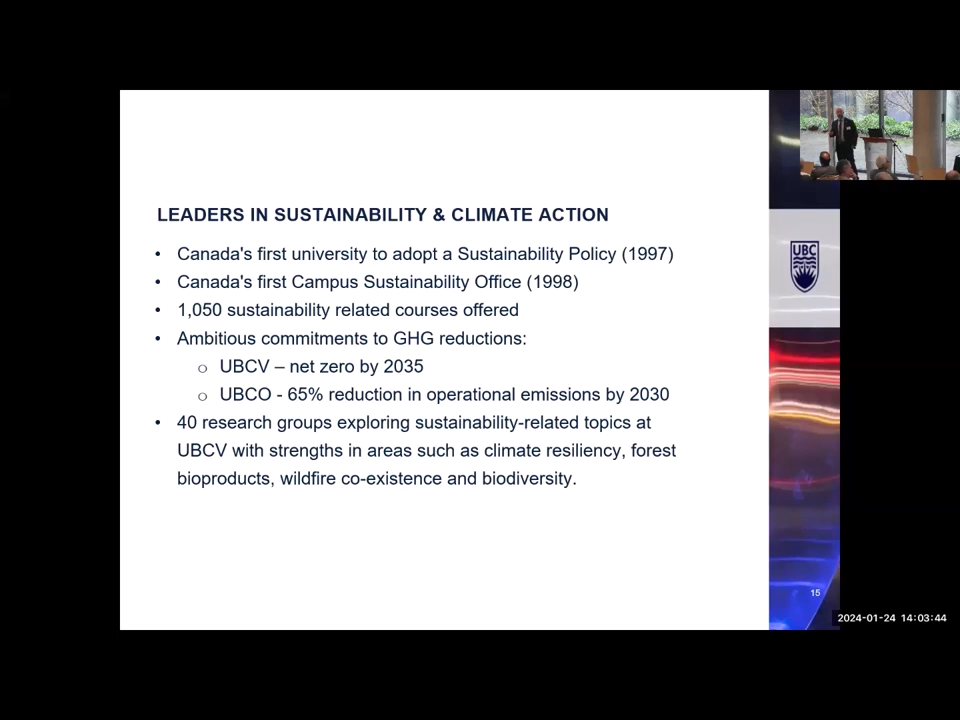 LEADERS IN SUSTAINABILITY & CLIMATE ACTION
• Canada's first university to adopt a Sustainability Policy (1997)
• Canada's first Campus Sustainability Office (1998)
• 1,050 sustainability related courses offered
• Ambitious commitments to GHG reductions:
o UBCV – net zero by 2035
o UBCO - 65% reduction in operational emissions by 2030
• 40 research groups exploring sustainability-related topics at
UBCV with strengths in areas such as climate resiliency, forest
bioproducts, wildfire co-existence and biodiversity.
UBC
15
2024-01-24 14:03:44